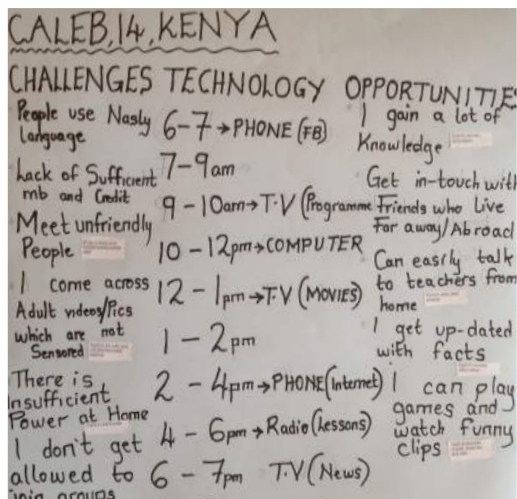 CALEB, 14, KENYA
CHALLENGES TECHNOLOGY OPPORTUNITIES
People use Nasty
Language
Lack of Sufficient
mb and Credit
Meet unfriendly
People
I come across
Adult videos/Pics
which are not
Sensored
There is
Insufficient
Power at Home
I don't get
allowed to
join groups
6-7→PHONE (FB)
7-9am
9-10am→T.V (Programme
10-12pm→COMPUTER
12-1pm→T.V (MOVIES)
1-2pm
2-4pm→PHONE (Internet)
4-6pm→Radio (Lessons)
6-7pm T.V (News)
I gain a lot of
Knowledge
Get in-touch with
Friends who Live
Far away/Abroad
Can easily talk
to teachers from
home
I get up-dated
with facts
I can play
games and
watch funny
clips